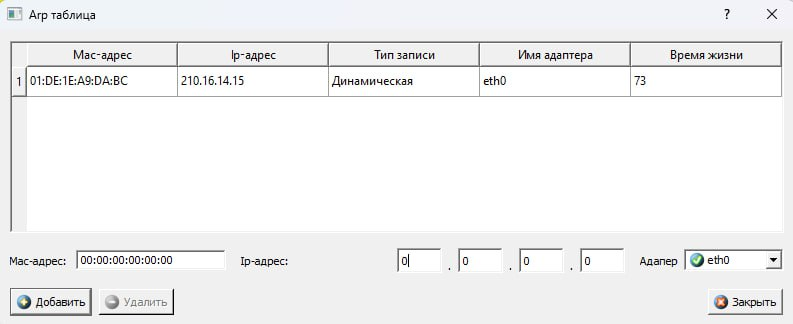 Arp таблица ?
Mac-адрес Ip-адрес Тип записи Имя адаптера Время жизни
1 01:DE:1E:A9:DA:BC 210.16.14.15 Динамическая eth0 73
Mac-адрес: 00:00:00:00:00:00 Ip-адрес: 0 . 0 . 0 . 0 Адапер eth0
Добавить Удалить Закрыть